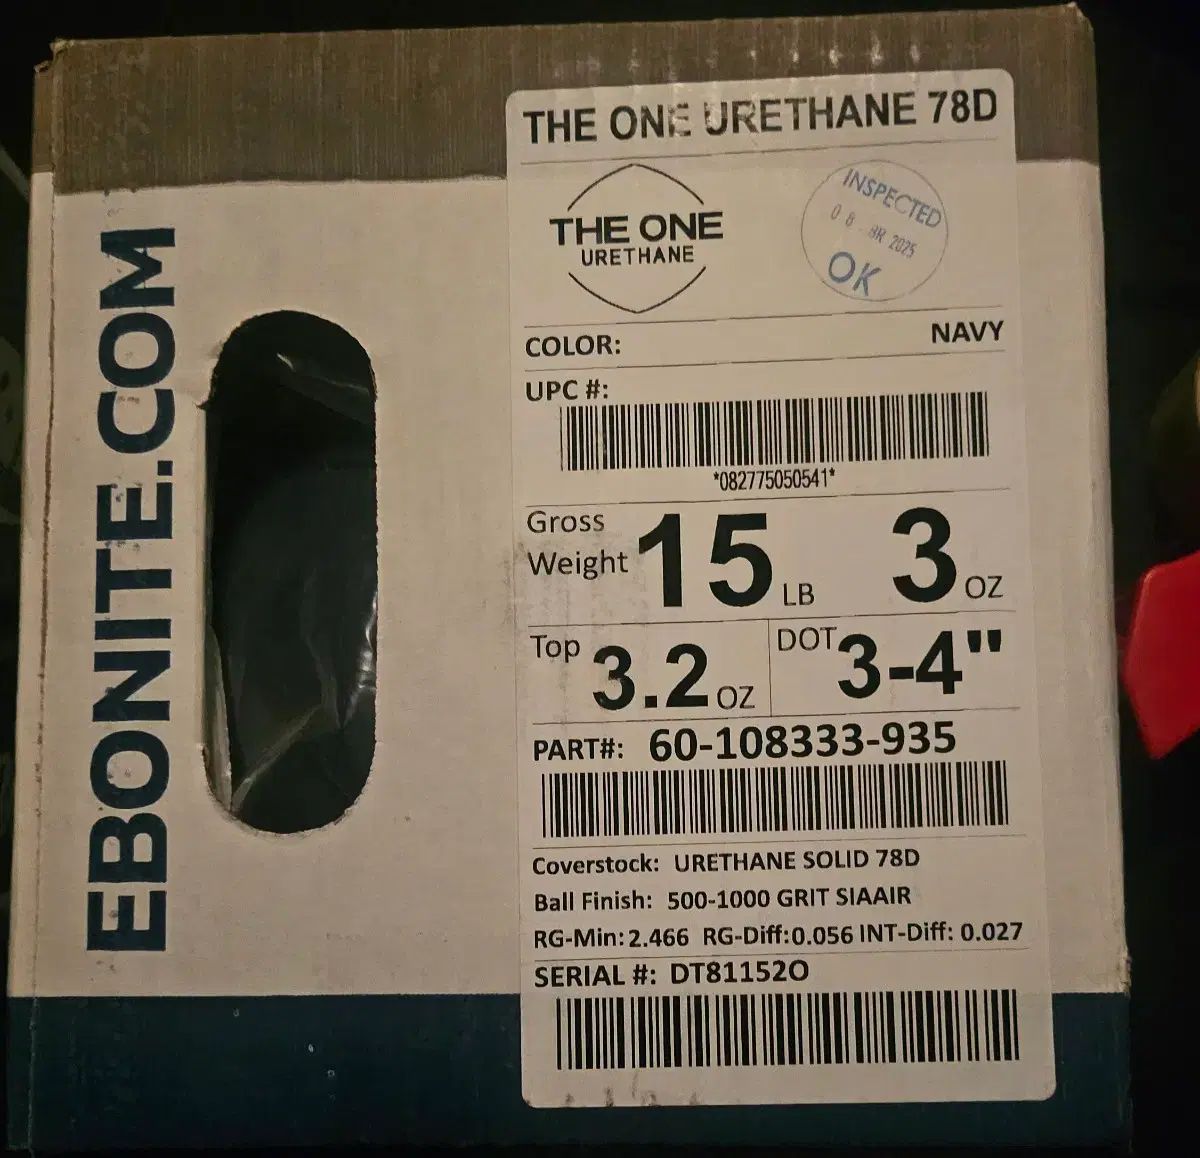 EBONITE.COM
THE ONE URETHANE 78D
THE ONE
URETHANE
INSPECTED
08 2025
OK
COLOR: NAVY
UPC #:
*082775050541*
Gross
Weight 15 LB 3 OZ
Top 3.2 OZ DOT 3-4"
PART#: 60-108333-935
Coverstock: URETHANE SOLID 78D
Ball Finish: 500-1000 GRIT SIAAIR
RG-Min: 2.466 RG-Diff:0.056 INT-Diff: 0.027
SERIAL #: DT81152O